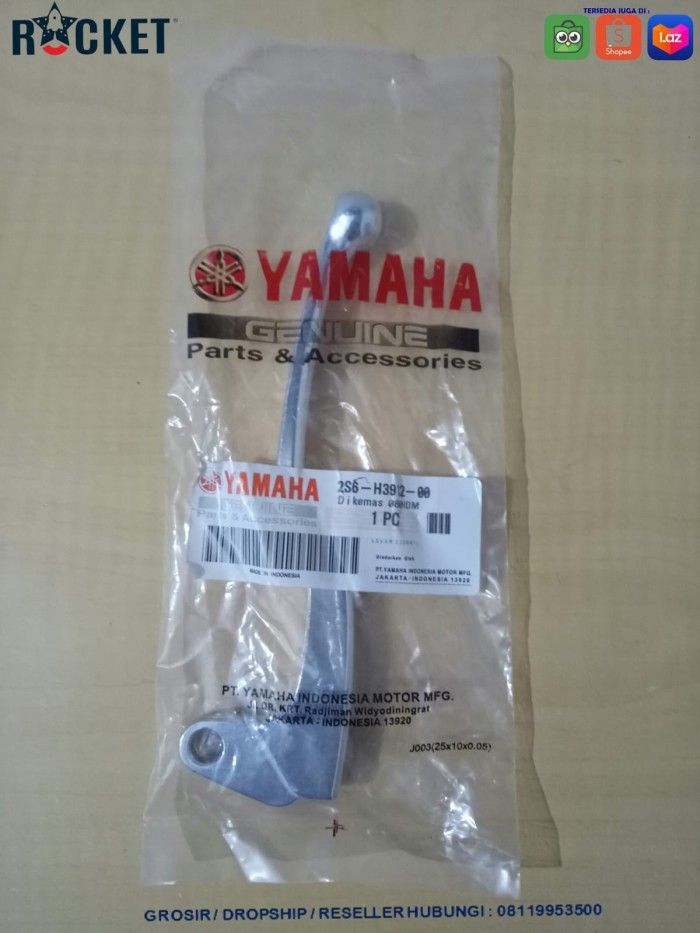 ROCKET
TERSEDIA JUGA DI :
Shopee
Laz
YAMAHA
GENUINE
Parts & Accessories
YAMAHA
GENUINE
Parts & Accessories
2S6-H3912-00
Dikemas
1 PC
MADE IN INDONESIA
PT. YAMAHA INDONESIA MOTOR MFG.
JAKARTA - INDONESIA 13920
PT. YAMAHA INDONESIA MOTOR MFG.
JL.DR. KRT. Radjiman Widyodiningrat
JAKARTA - INDONESIA 13920
J003(25x10x0.05)
GROSIR / DROPSHIP / RESELLER HUBUNGI : 08119953500